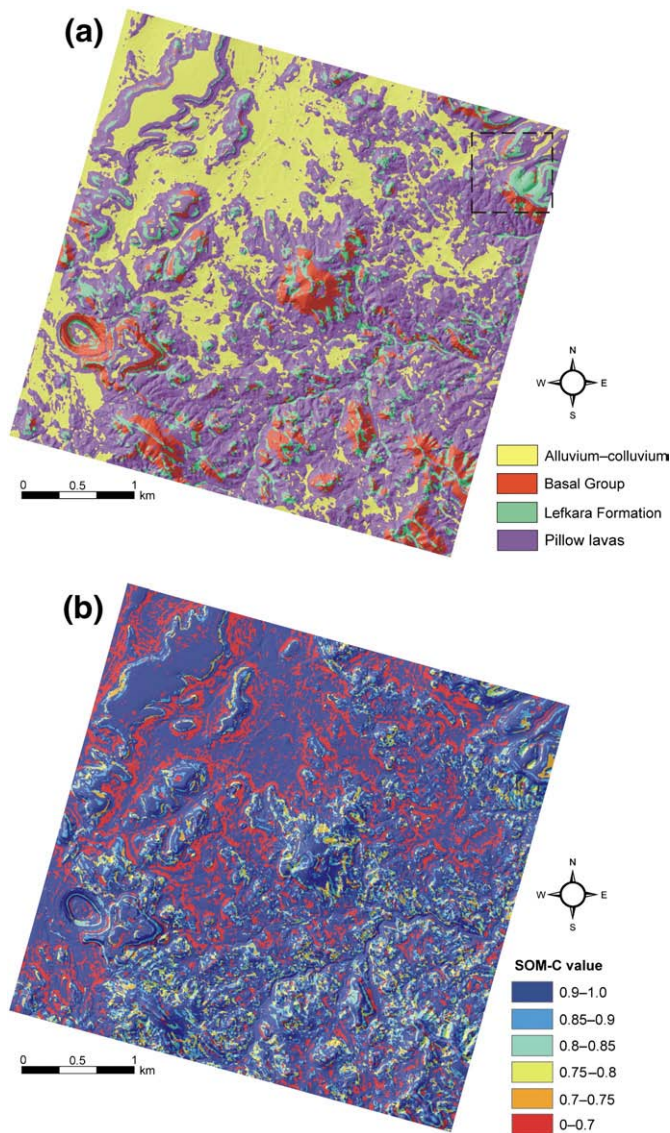 (a)
N
W E
S
Alluvium–colluvium
Basal Group
Lefkara Formation
Pillow lavas
0 0.5 1
km
(b)
N
W E
S
SOM-C value
0.9–1.0
0.85–0.9
0.8–0.85
0.75–0.8
0.7–0.75
0–0.7
0 0.5 1
km